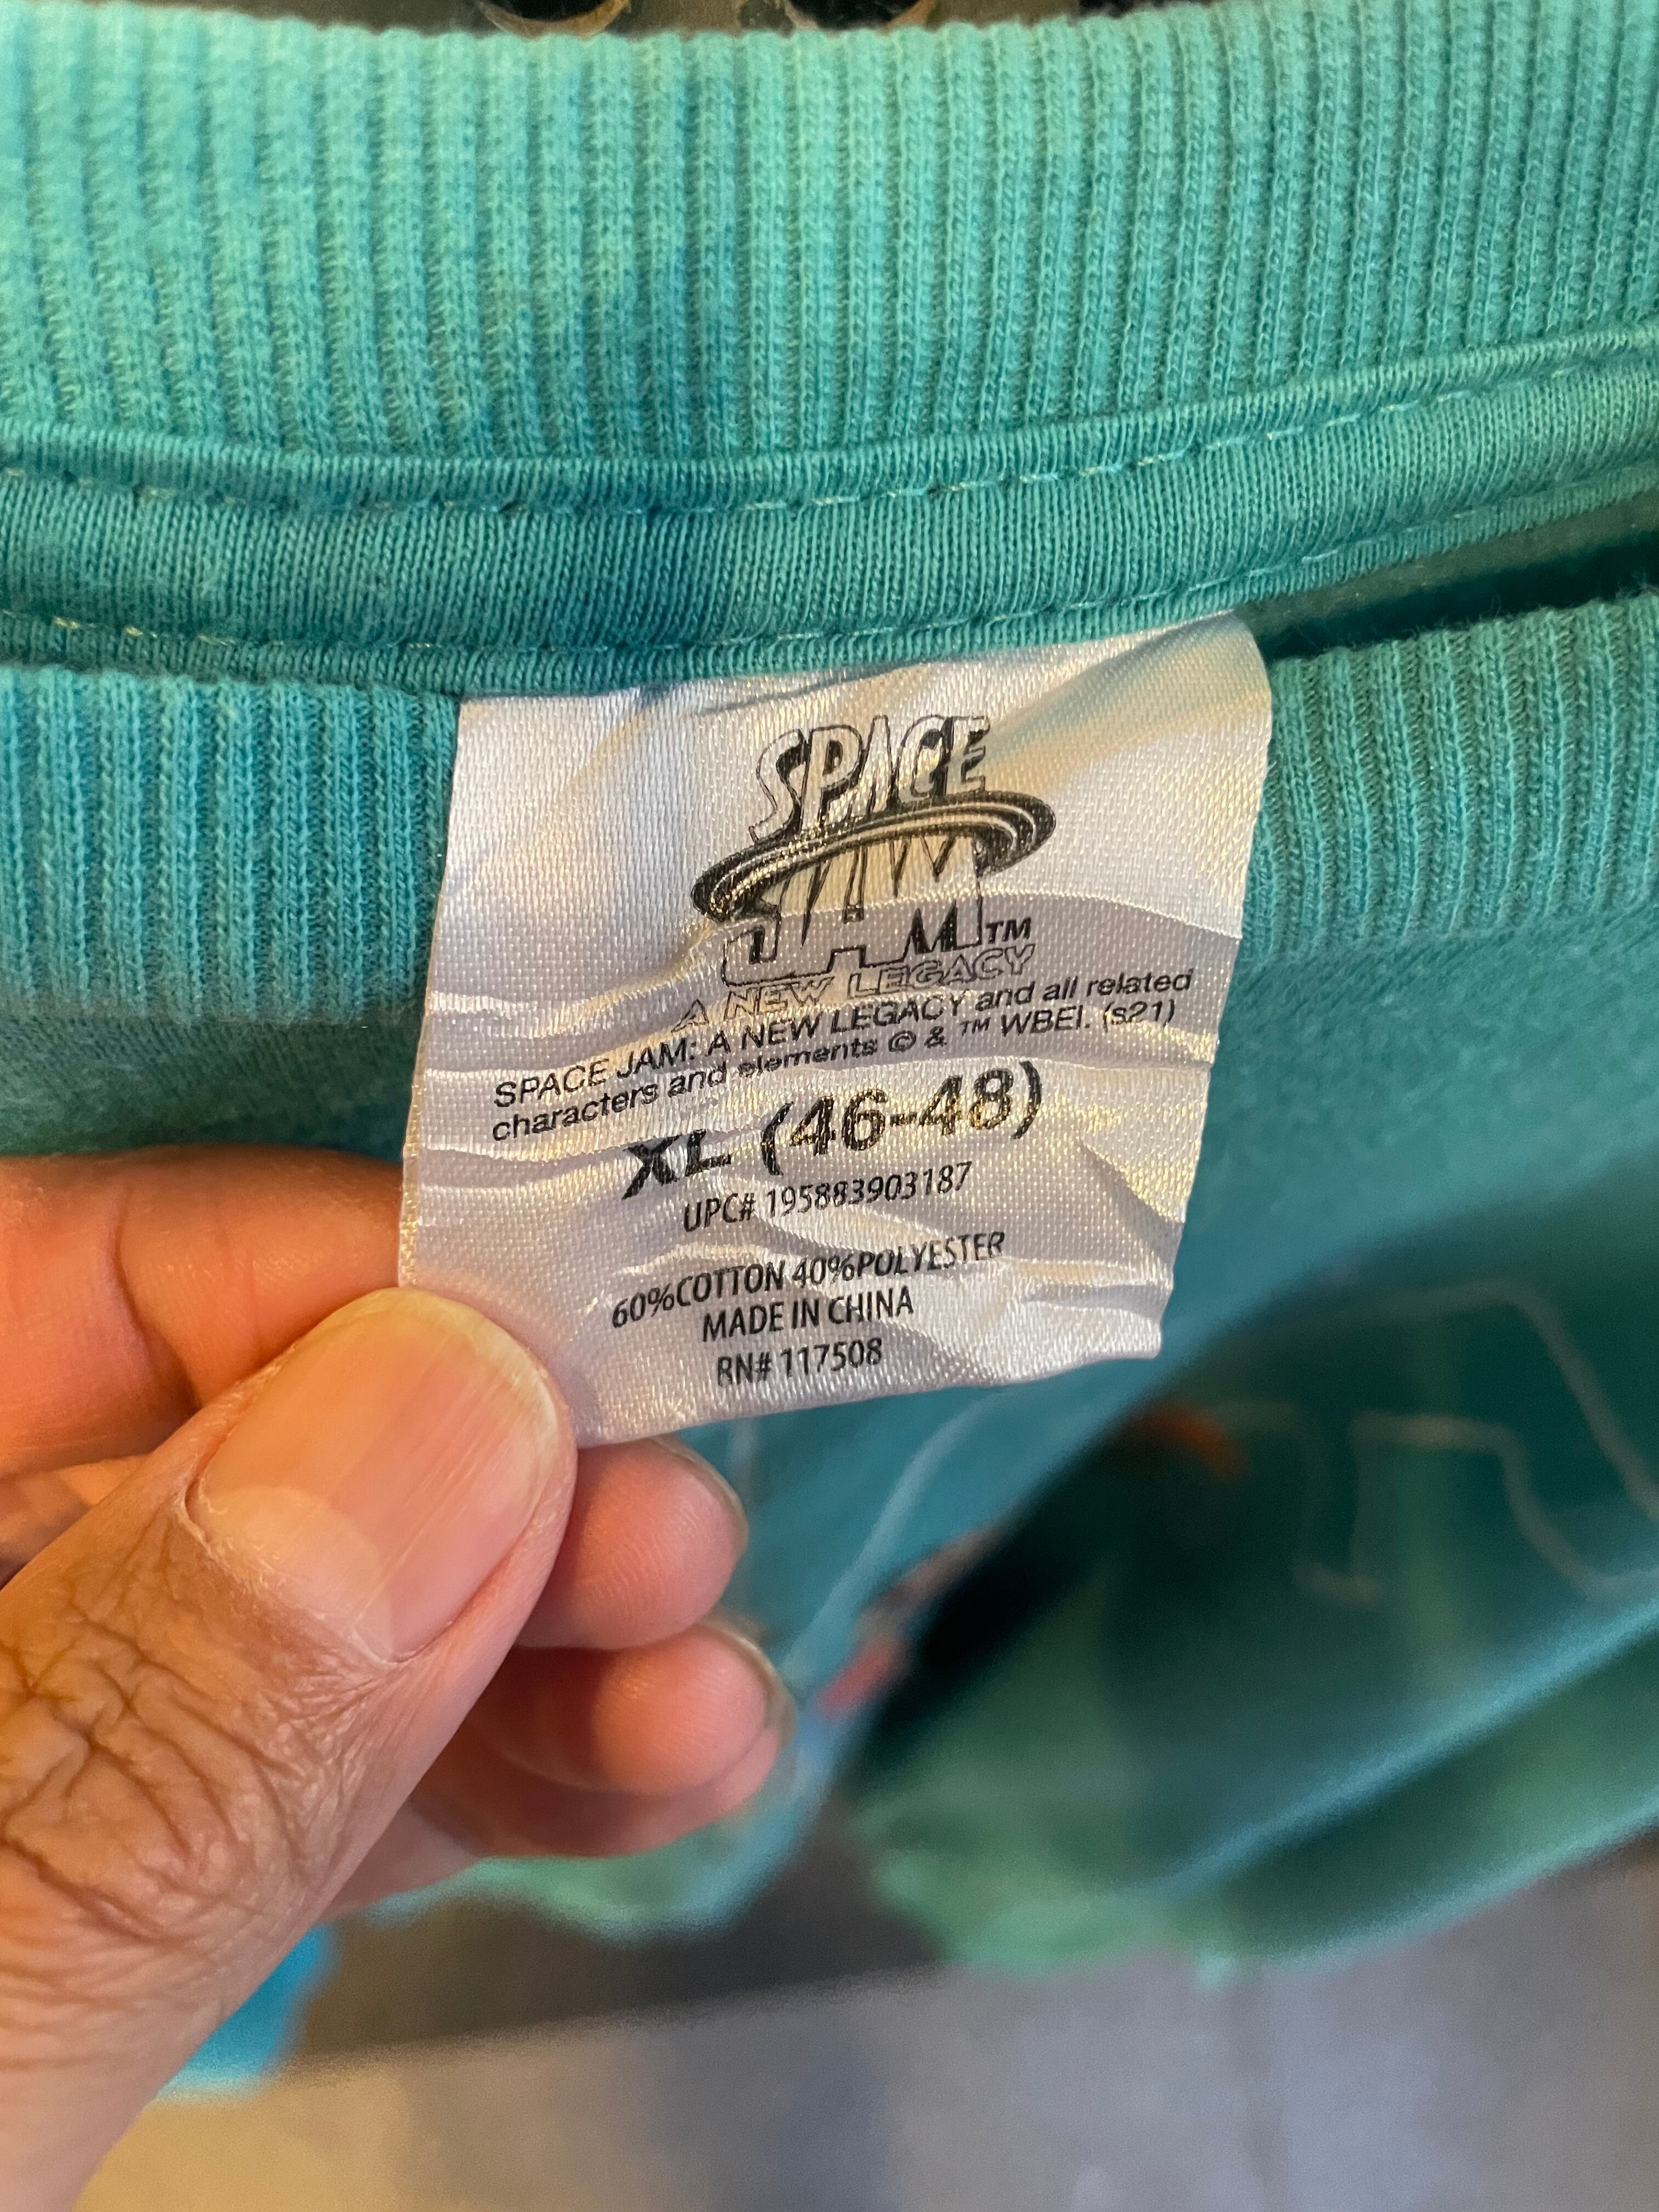 SPACE
JAM™
A NEW LEGACY
SPACE JAM: A NEW LEGACY and all related
characters and elements © & ™ WBEI. (s21)
XL (46-48)
UPC# 195883903187
60%COTTON 40%POLYESTER
MADE IN CHINA
RN# 117508